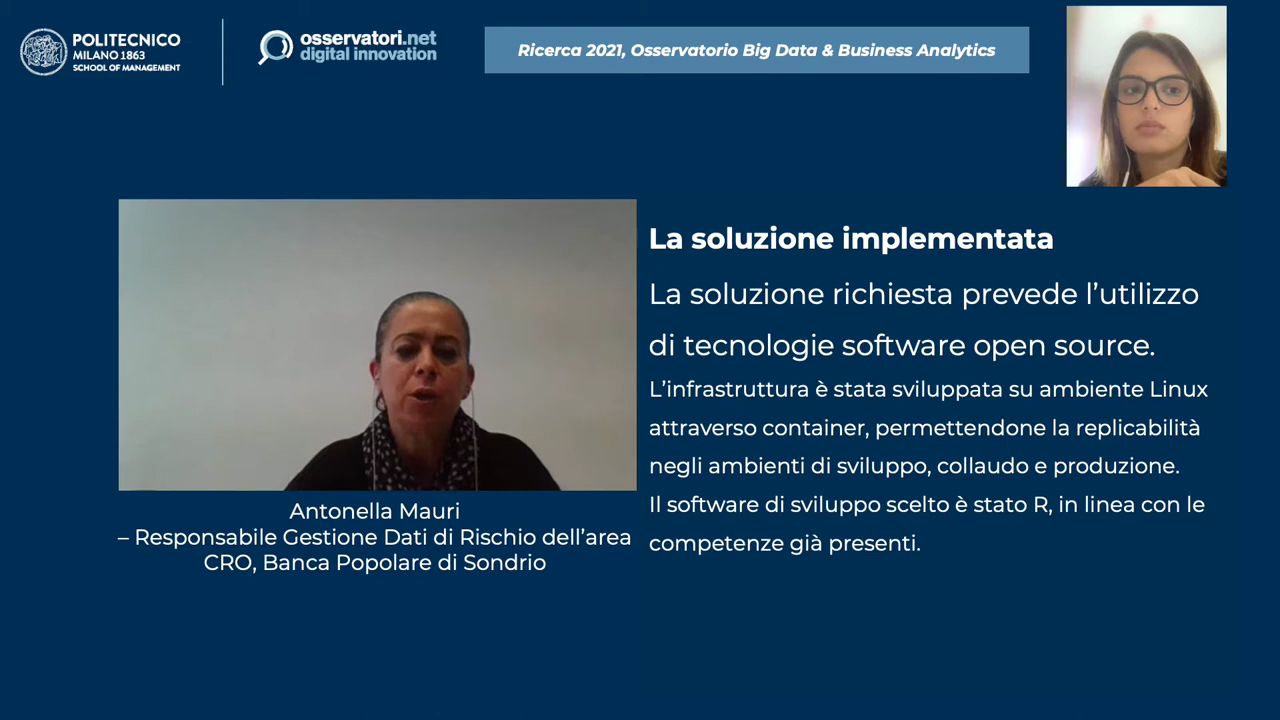 POLITECNICO
MILANO 1863
SCHOOL OF MANAGEMENT
osservatori.net
digital innovation
Ricerca 2021, Osservatorio Big Data & Business Analytics
Antonella Mauri
– Responsabile Gestione Dati di Rischio dell’area
CRO, Banca Popolare di Sondrio
La soluzione implementata
La soluzione richiesta prevede l’utilizzo
di tecnologie software open source.
L’infrastruttura è stata sviluppata su ambiente Linux
attraverso container, permettendone la replicabilità
negli ambienti di sviluppo, collaudo e produzione.
Il software di sviluppo scelto è stato R, in linea con le
competenze già presenti.